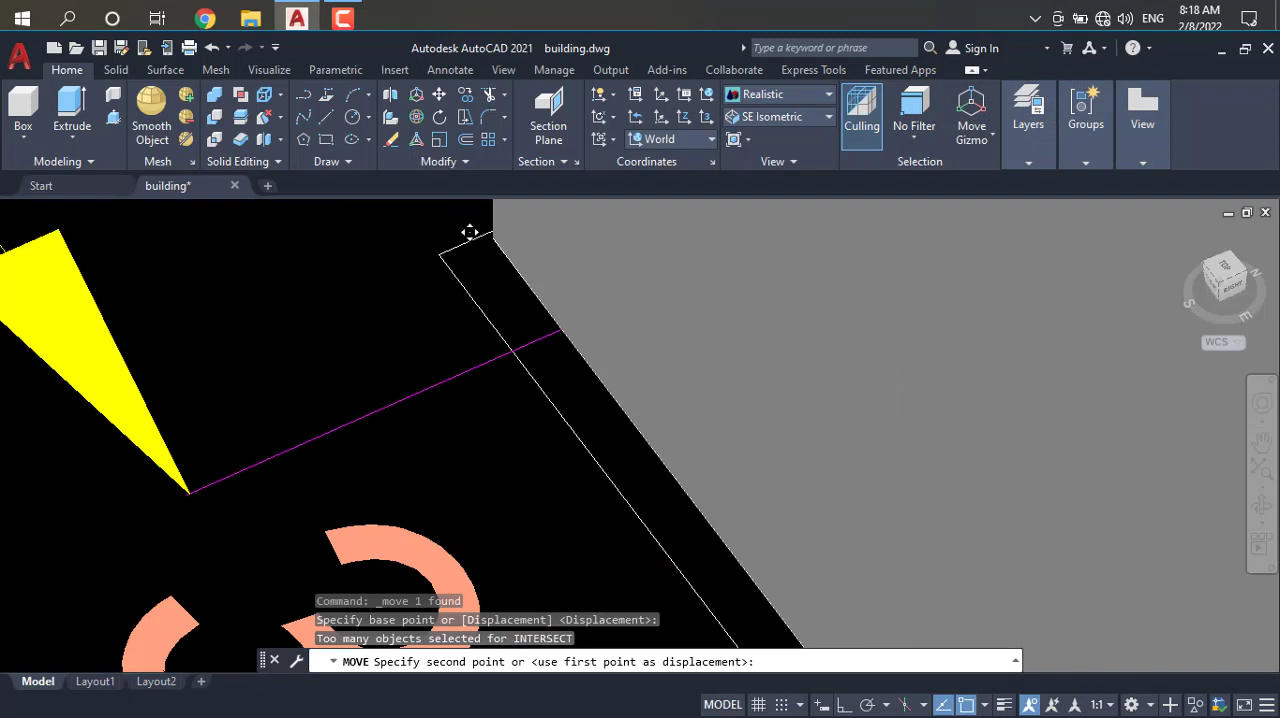 8:18 AM
ENG
2/8/2022
Autodesk AutoCAD 2021 building.dwg
Type a keyword or phrase
Sign In
Home Solid Surface Mesh Visualize Parametric Insert Annotate View Manage Output Add-ins Collaborate Express Tools Featured Apps
Realistic
SE Isometric
World
Box Extrude
Smooth
Object
Section
Plane
Culling
No Filter
Move
Gizmo
Layers
Groups
View
Modeling Mesh Solid Editing Draw Modify Section Coordinates View Selection
Start building*
TOP
RIGHT
N
S
E
WCS
Command: _move 1 found
Specify base point or [Displacement] <Displacement>:
Too many objects selected for INTERSECT
MOVE Specify second point or <use first point as displacement>:
Model Layout1 Layout2
MODEL 1:1